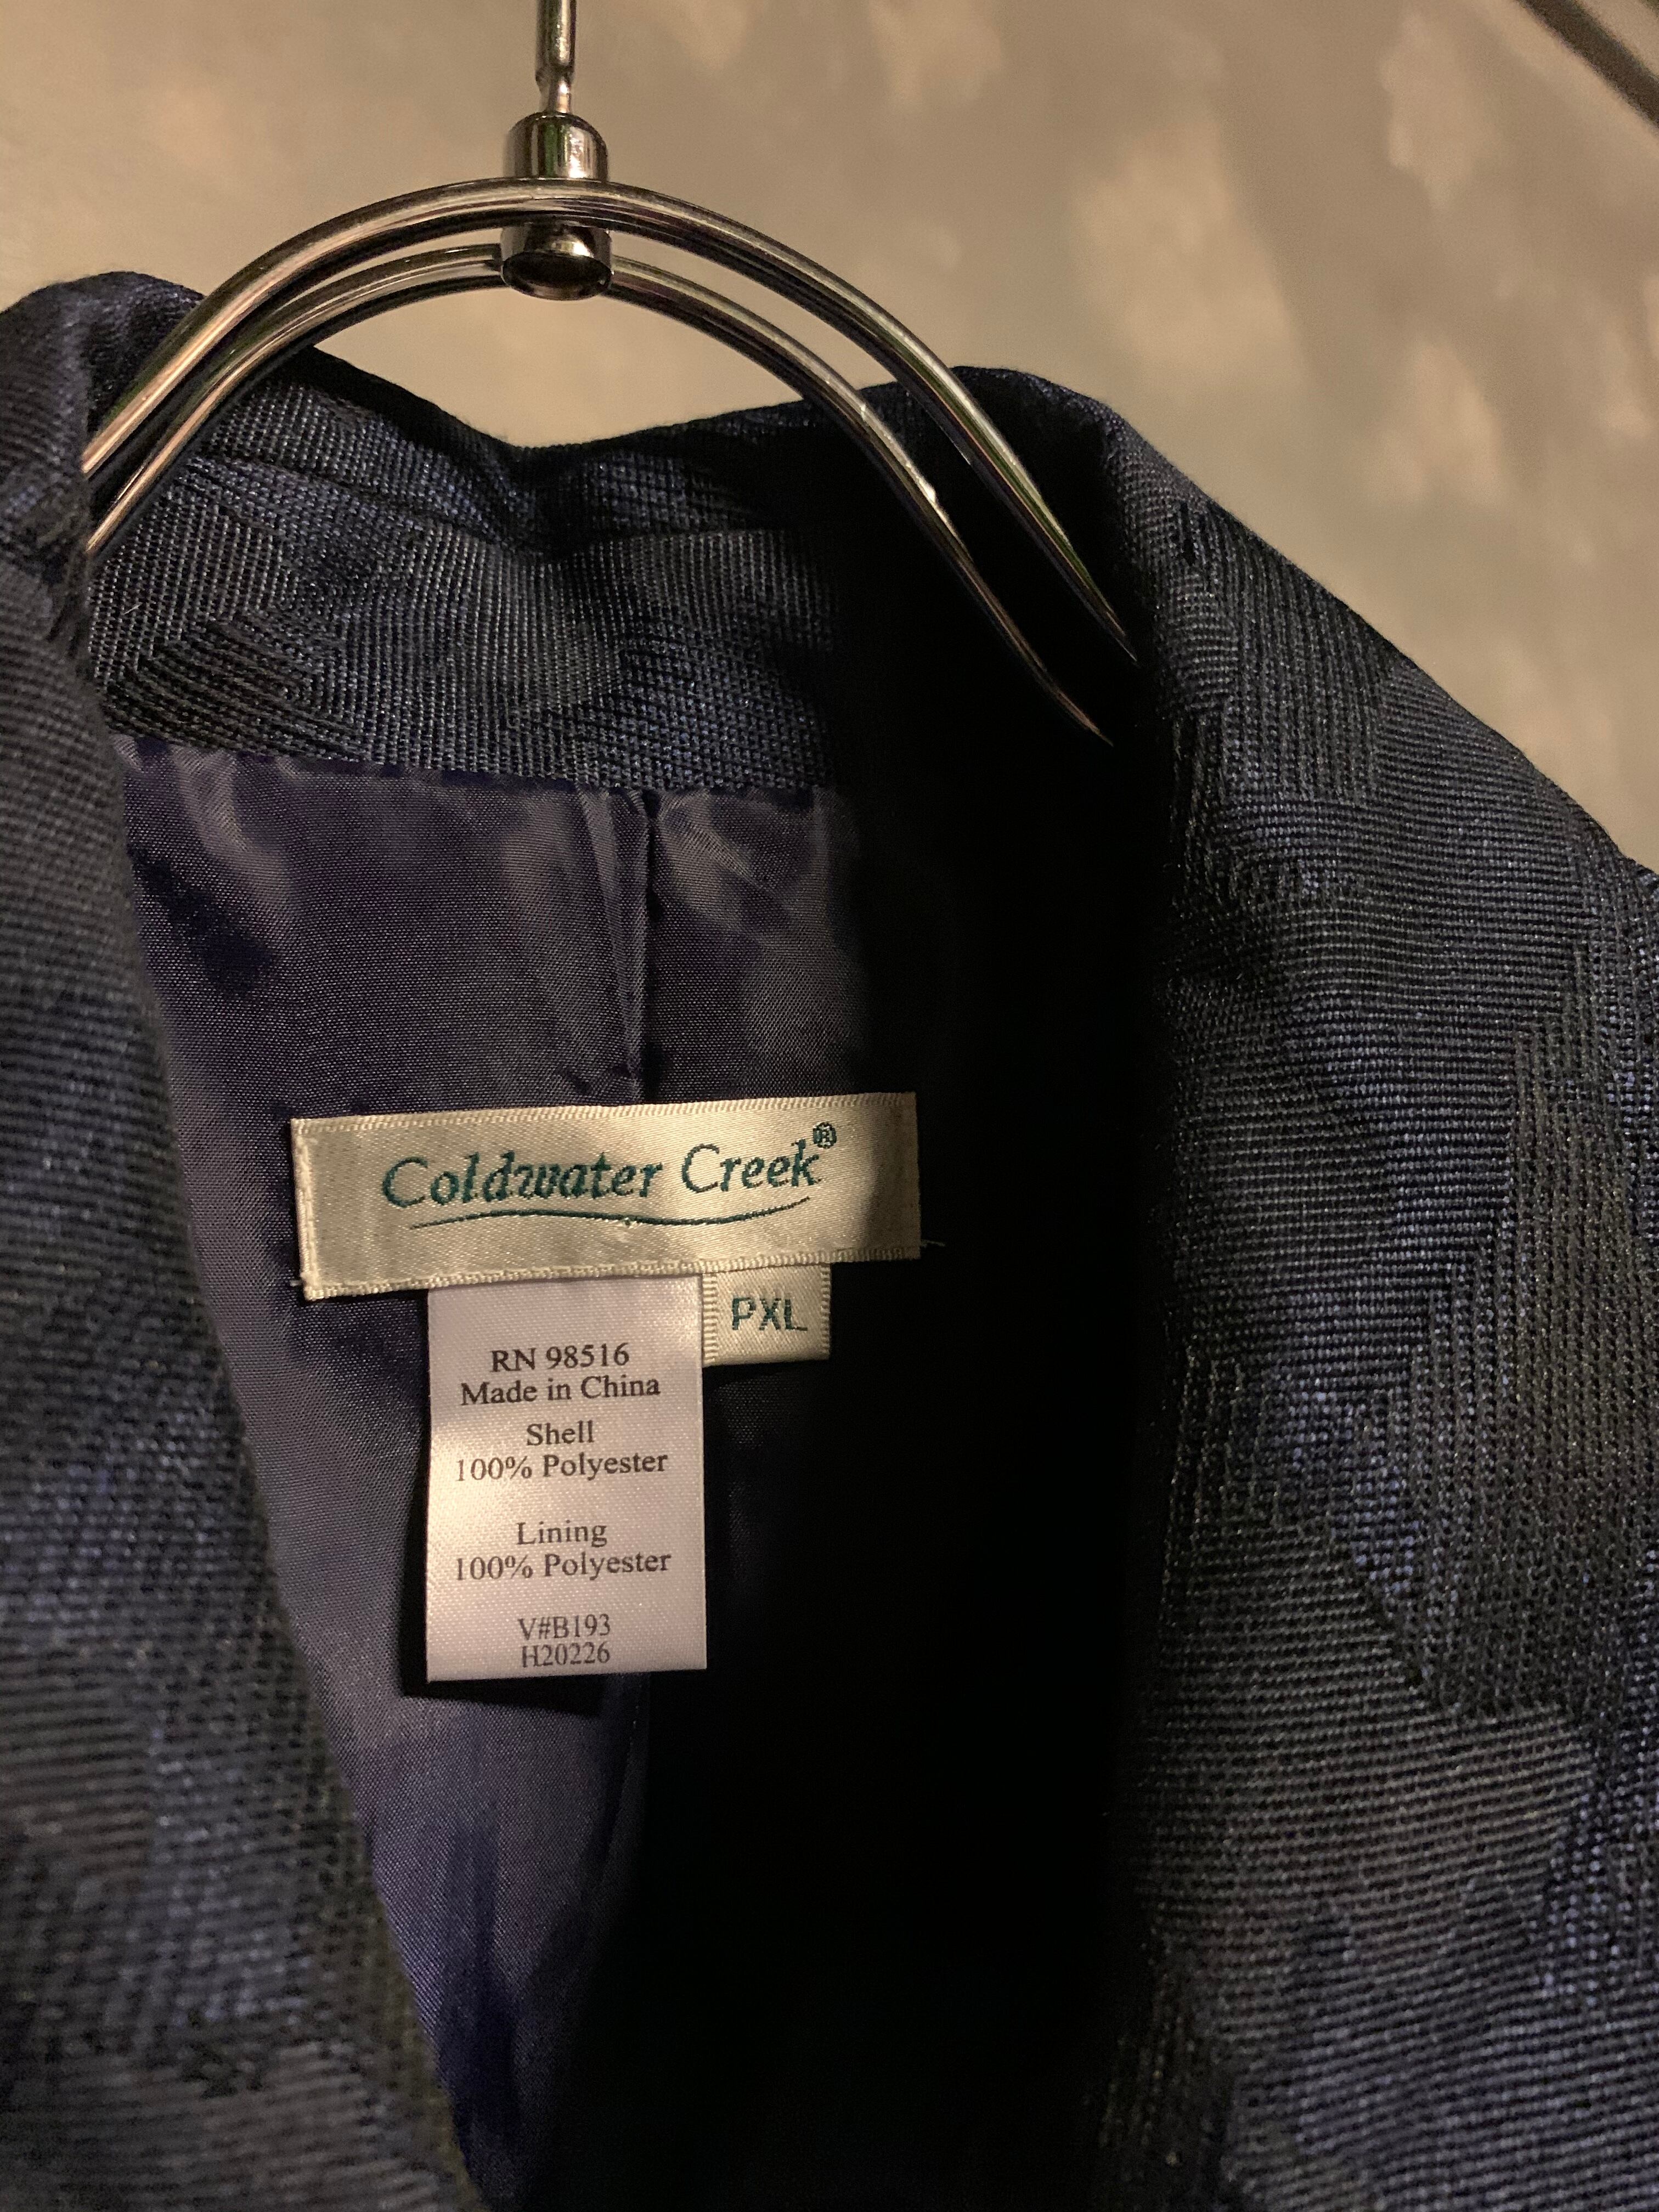 Coldwater Creek®
PXL
RN 98516
Made in China
Shell
100% Polyester
Lining
100% Polyester
V#B193
H20226